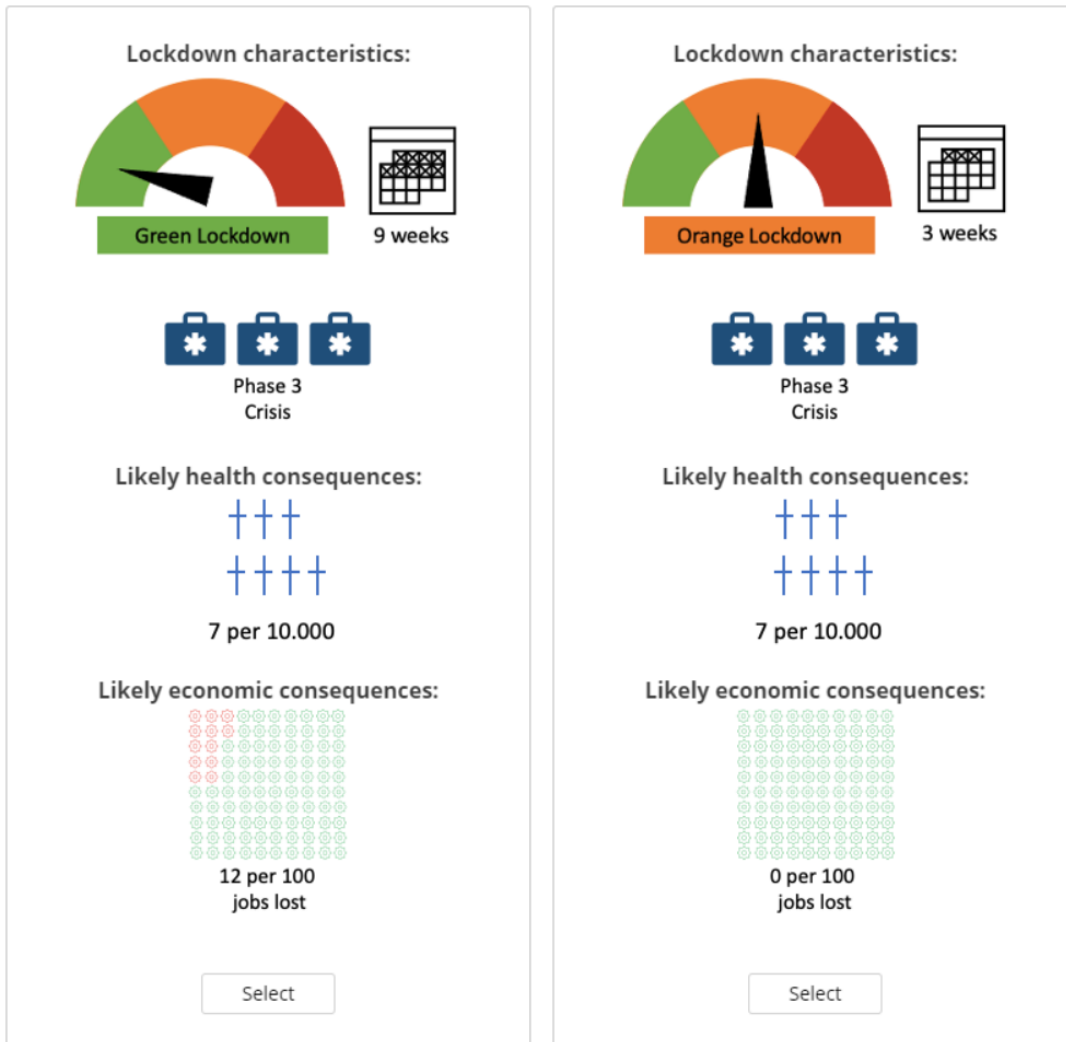 Lockdown characteristics:
Green Lockdown
9 weeks
Phase 3
Crisis
Likely health consequences:
7 per 10.000
Likely economic consequences:
12 per 100
jobs lost
Select
Lockdown characteristics:
Orange Lockdown
3 weeks
Phase 3
Crisis
Likely health consequences:
7 per 10.000
Likely economic consequences:
0 per 100
jobs lost
Select